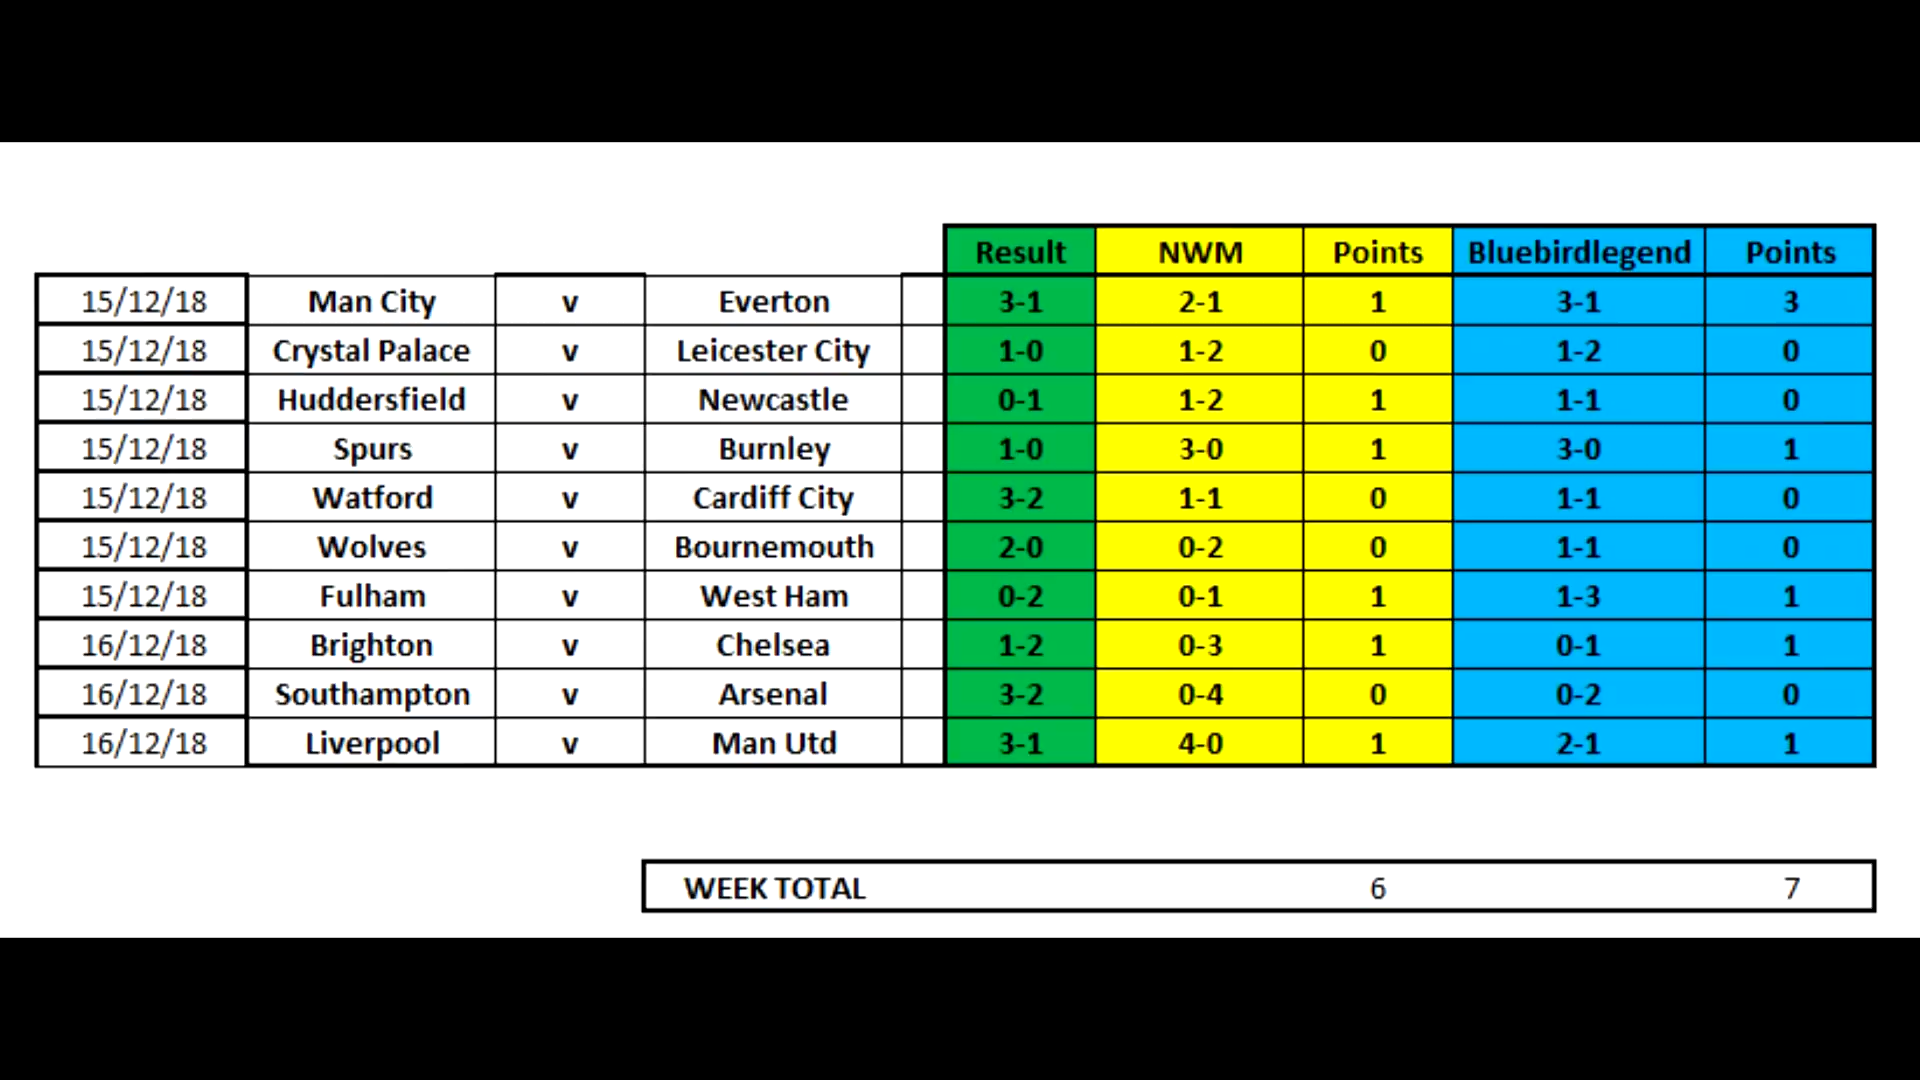 Result NWM Points Bluebirdlegend Points
15/12/18 Man City v Everton 3-1 2-1 1 3-1 3
15/12/18 Crystal Palace v Leicester City 1-0 1-2 0 1-2 0
15/12/18 Huddersfield v Newcastle 0-1 1-2 1 1-1 0
15/12/18 Spurs v Burnley 1-0 3-0 1 3-0 1
15/12/18 Watford v Cardiff City 3-2 1-1 0 1-1 0
15/12/18 Wolves v Bournemouth 2-0 0-2 0 1-1 0
15/12/18 Fulham v West Ham 0-2 0-1 1 1-3 1
16/12/18 Brighton v Chelsea 1-2 0-3 1 0-1 1
16/12/18 Southampton v Arsenal 3-2 0-4 0 0-2 0
16/12/18 Liverpool v Man Utd 3-1 4-0 1 2-1 1
WEEK TOTAL 6 7